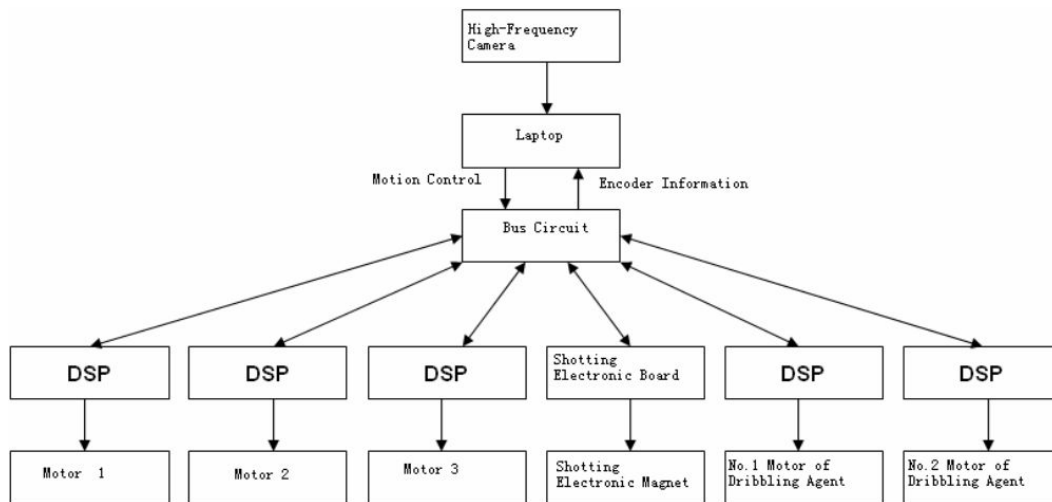 High-Frequency
Camera
Laptop
Motion Control
Encoder Information
Bus Circuit
DSP
DSP
DSP
Shotting
Electronic Board
DSP
DSP
Motor 1
Motor 2
Motor 3
Shotting
Electronic Magnet
No.1 Motor of
Dribbling Agent
No.2 Motor of
Dribbling Agent